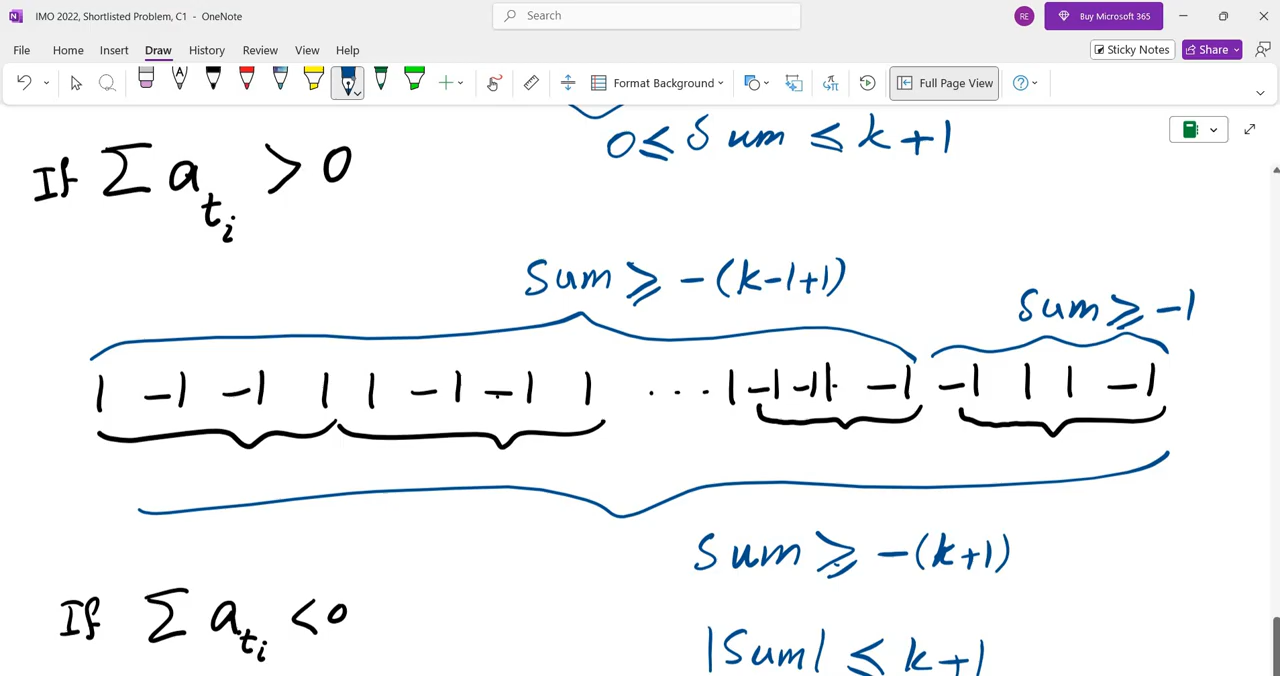 IMO 2022, Shortlisted Problem, C1 - OneNote
Search
RE
Buy Microsoft 365
File Home Insert Draw History Review View Help
Sticky Notes
Share
Format Background
Full Page View
0 ≤ Sum ≤ k+1
If Σ a_{t_i} > 0
Sum ≥ -(k-1+1)
Sum ≥ -1
1 -1 -1 1 1 -1 -1 1 ... 1 -1 -1 1 -1 -1 1 1 -1
Sum ≥ -(k+1)
If Σ a_{t_i} < 0
|Sum| ≤ k+1